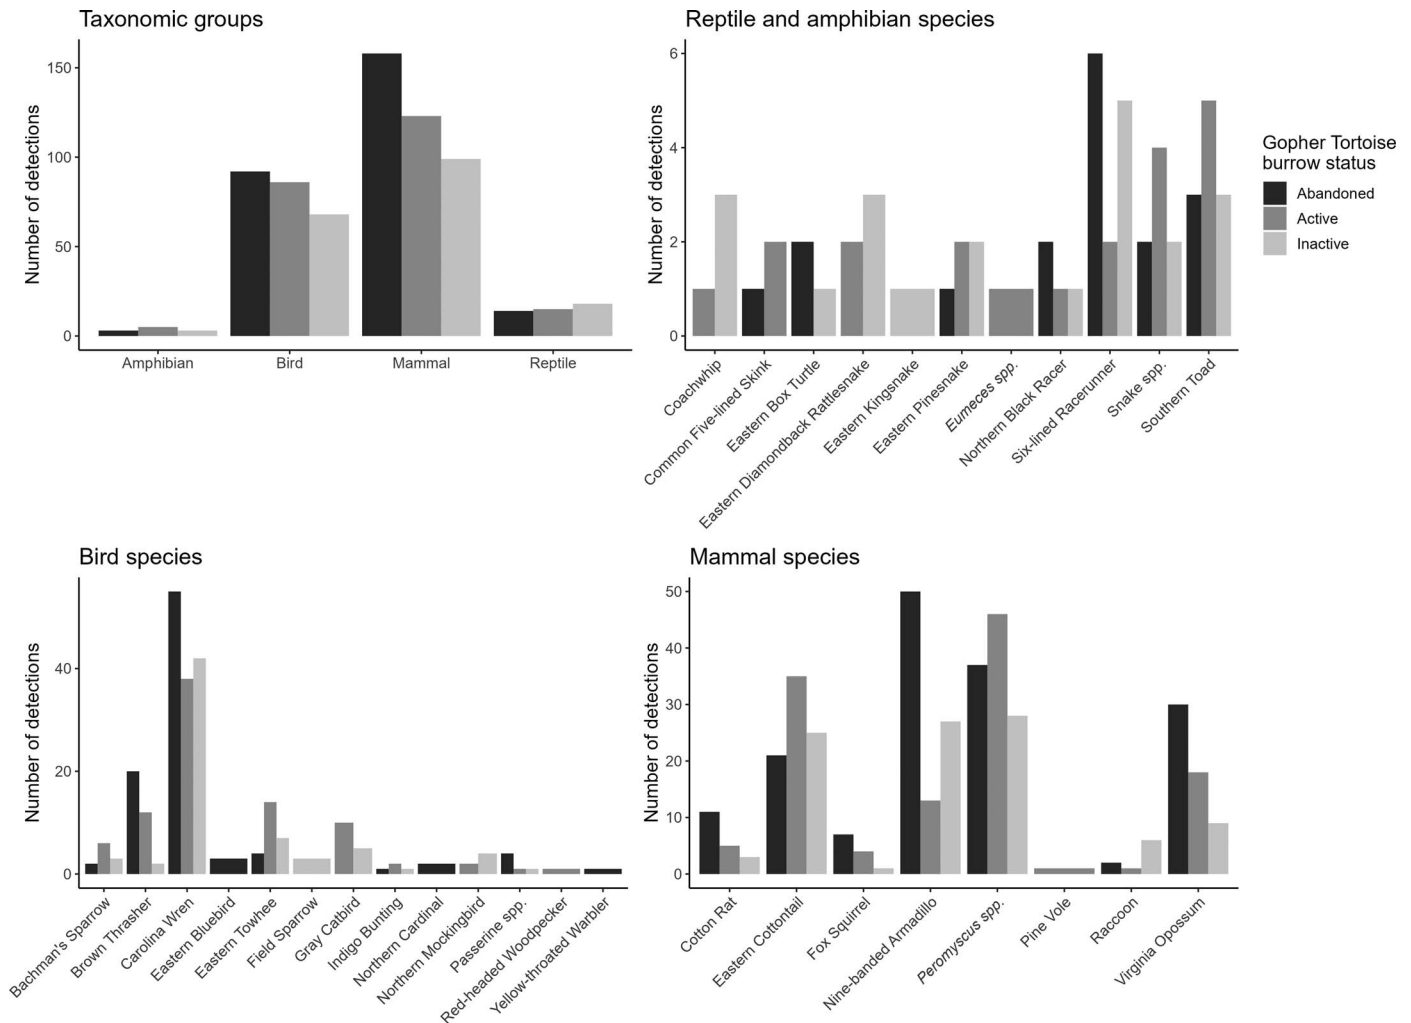 Taxonomic groups
Number of detections
150
100
50
0
Amphibian
Bird
Mammal
Reptile
Reptile and amphibian species
Number of detections
6
4
2
0
Coachwhip
Common Five-lined Skink
Eastern Box Turtle
Eastern Diamondback Rattlesnake
Eastern Kingsnake
Eastern Pinesnake
Eumeces spp.
Northern Black Racer
Six-lined Racerunner
Snake spp.
Southern Toad
Gopher Tortoise
burrow status
Abandoned
Active
Inactive
Bird species
Number of detections
40
20
0
Bachman's Sparrow
Brown Thrasher
Carolina Wren
Eastern Bluebird
Eastern Towhee
Field Sparrow
Gray Catbird
Indigo Bunting
Northern Cardinal
Northern Mockingbird
Passerine spp.
Red-headed Woodpecker
Yellow-throated Warbler
Mammal species
Number of detections
50
40
30
20
10
0
Cotton Rat
Eastern Cottontail
Fox Squirrel
Nine-banded Armadillo
Peromyscus spp.
Pine Vole
Raccoon
Virginia Opossum